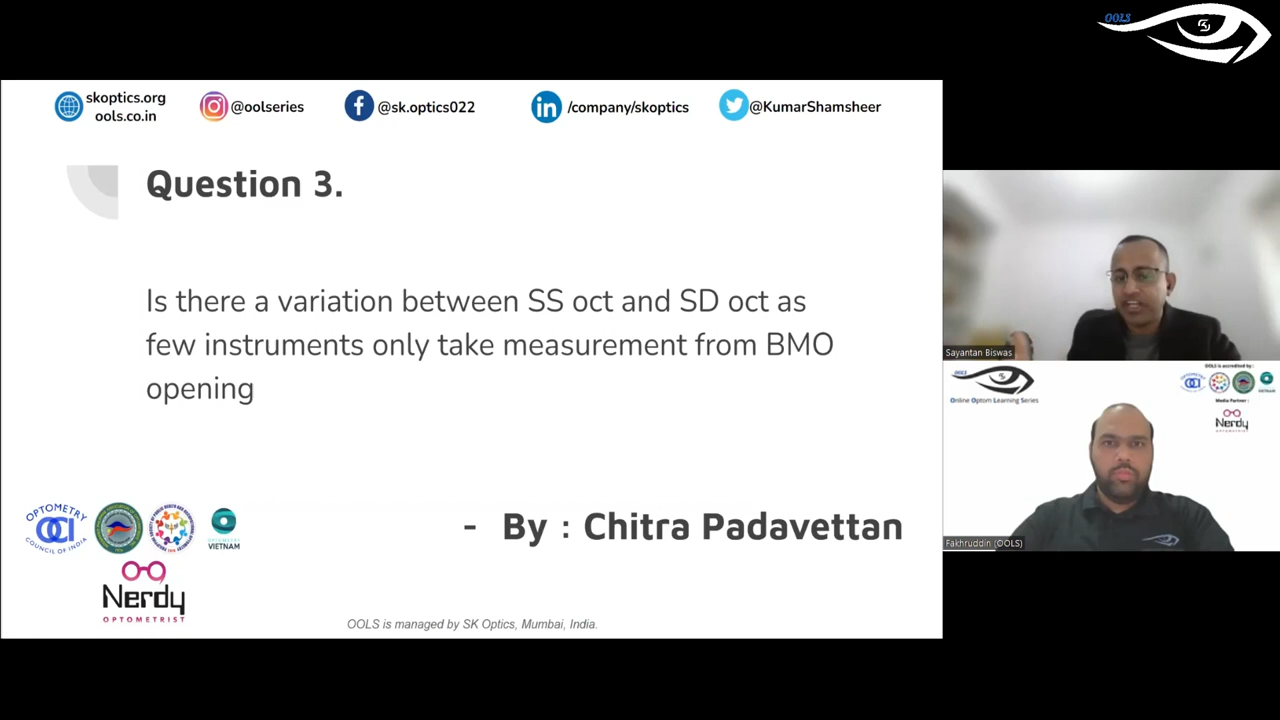 OOLS
skoptics.org
ools.co.in
@oolseries
@sk.optics022
/company/skoptics
@KumarShamsheer
Question 3.
Is there a variation between SS oct and SD oct as
few instruments only take measurement from BMO
opening
- By : Chitra Padavettan
OPTOMETRY
OCI
COUNCIL OF INDIA
VIETNAM
Nerdy
OPTOMETRIST
OOLS is managed by SK Optics, Mumbai, India.
Sayantan Biswas
OOLS
Online Optom Learning Series
OOLS is accredited by :
OCI
VIETNAM
Media Partner :
Nerdy
OPTOMETRIST
Fakhruddin (OOLS)